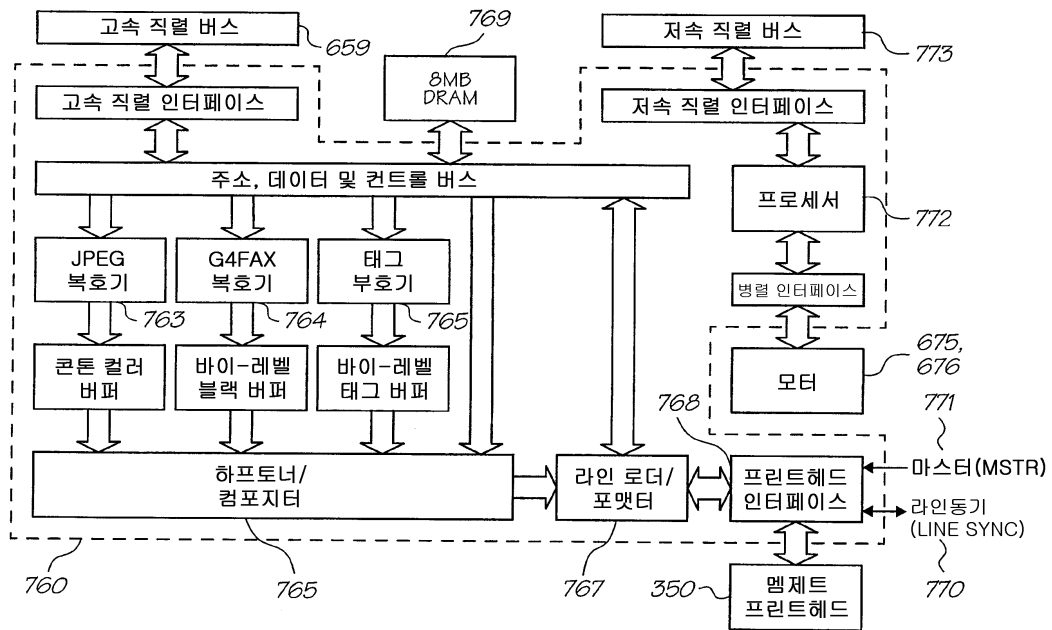 고속 직렬 버스
659
769
저속 직렬 버스
773
8MB
DRAM
고속 직렬 인터페이스
저속 직렬 인터페이스
주소, 데이터 및 컨트롤 버스
프로세서
772
JPEG
복호기
763
G4FAX
복호기
764
태그
부호기
765
병렬 인터페이스
콘톤 컬러
버퍼
바이-레벨
블랙 버퍼
바이-레벨
태그 버퍼
모터
675,
676
768
771
하프토너/
컴포지터
라인 로더/
포맷터
프린트헤드
인터페이스
마스터(MSTR)
라인동기
(LINE SYNC)
760
765
767
350
멤제트
프린트헤드
770